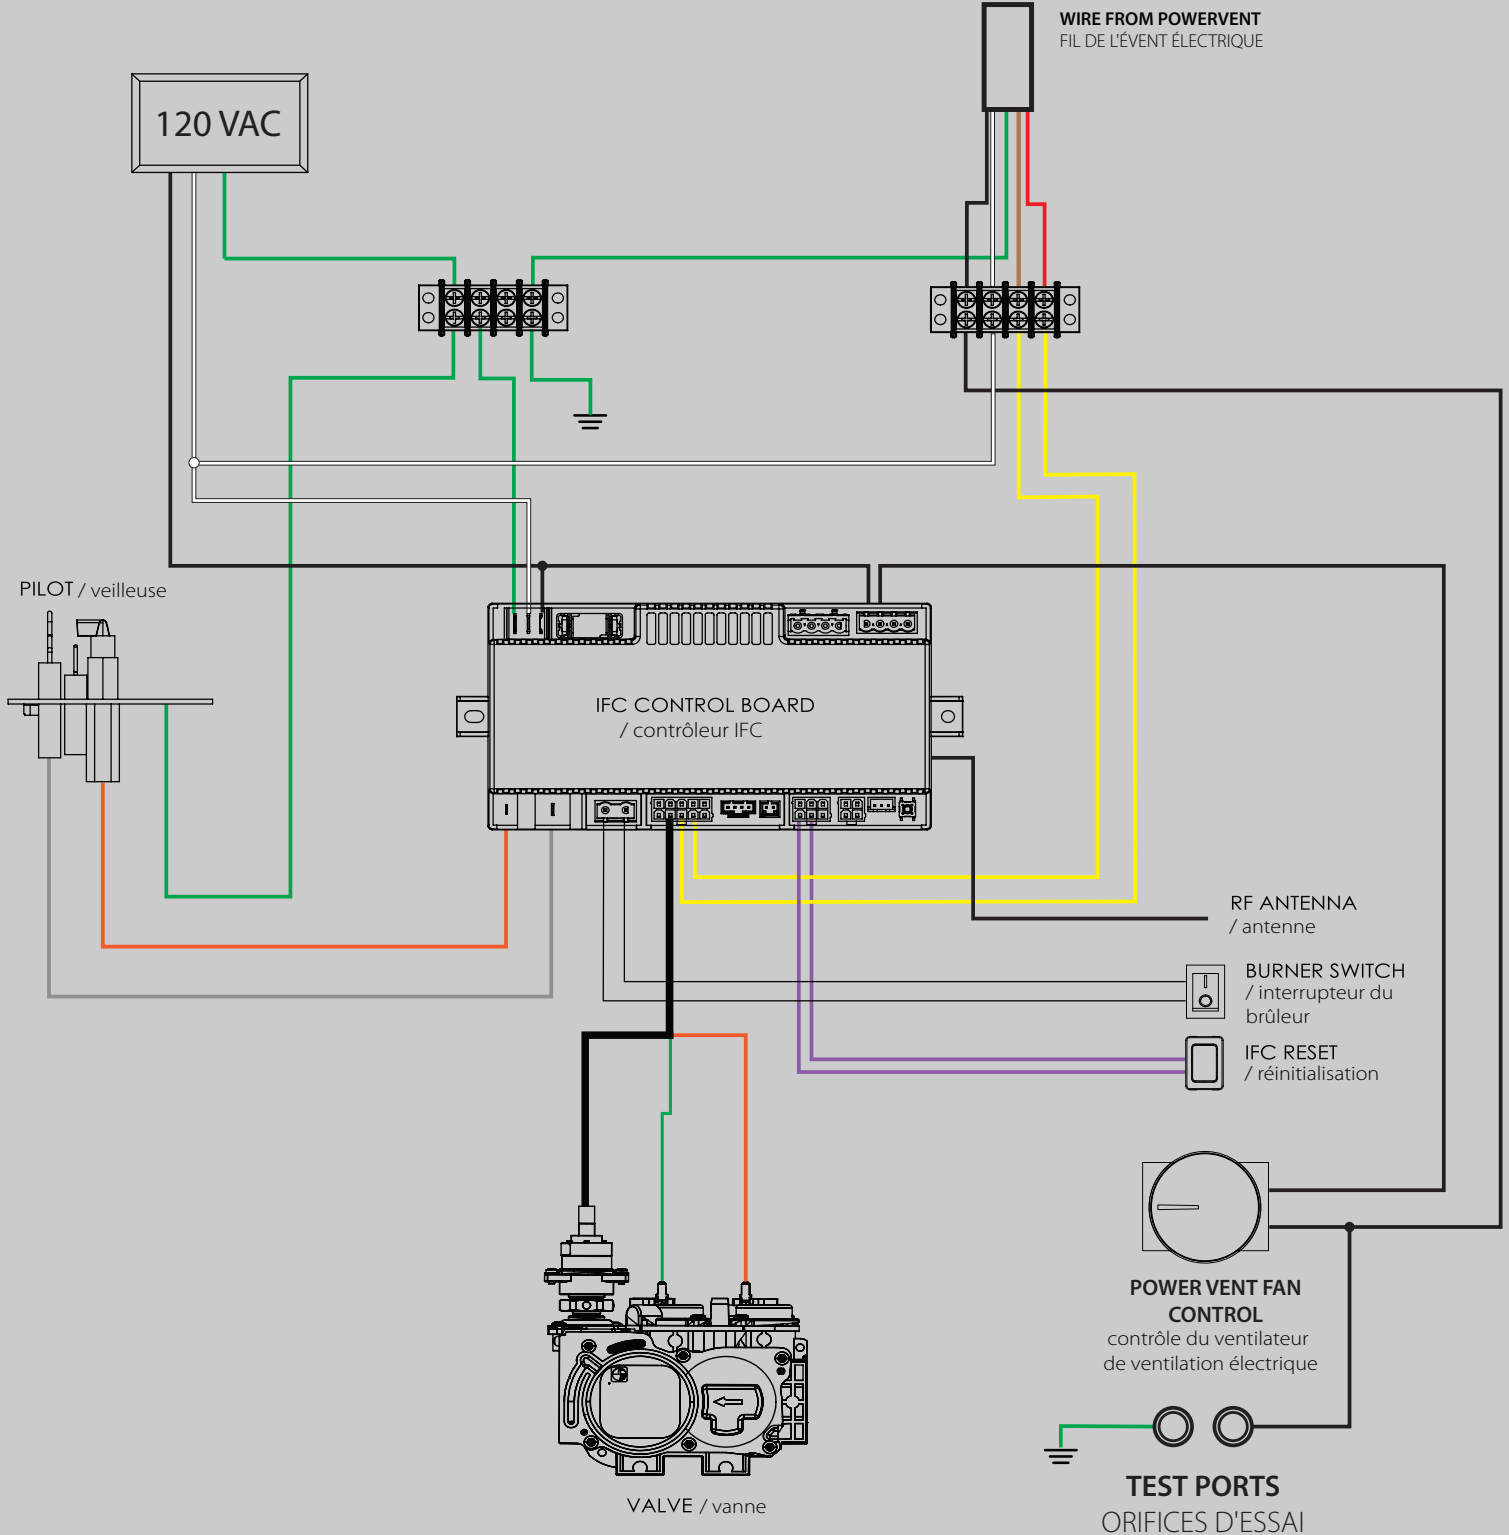 WIRE FROM POWERVENT
FIL DE L'ÉVENT ÉLECTRIQUE
120 VAC
PILOT / veilleuse
IFC CONTROL BOARD
/ contrôleur IFC
RF ANTENNA
/ antenne
BURNER SWITCH
/ interrupteur du
brûleur
IFC RESET
/ réinitialisation
POWER VENT FAN
CONTROL
contrôle du ventilateur
de ventilation électrique
TEST PORTS
ORIFICES D'ESSAI
VALVE / vanne